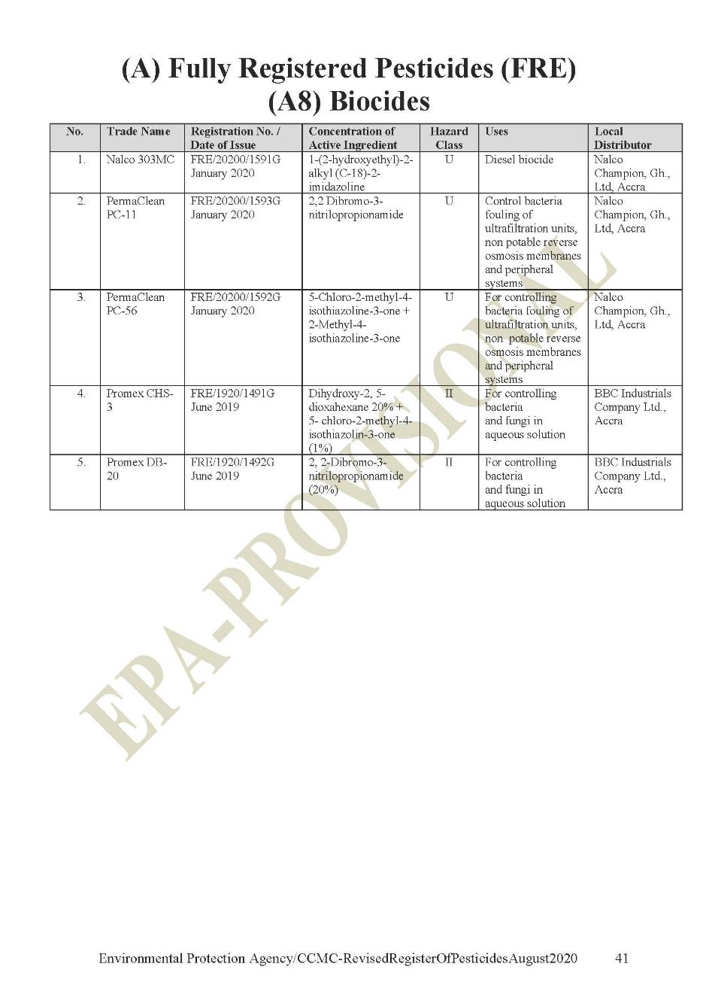 (A) Fully Registered Pesticides (FRE)
(A8) Biocides
No. Trade Name Registration No. / Concentration of Hazard Uses Local
Date of Issue Active Ingredient Class Distributor
1. Nalco 303MC FRE/20200/1591G 1-(2-hydroxyethyl)-2- U Diesel biocide Nalco
January 2020 alkyl (C-18)-2- Champion, Gh.,
imidazoline Ltd, Accra
2. PermaClean FRE/20200/1593G 2,2 Dibromo-3- U Control bacteria Nalco
PC-11 January 2020 nitrilopropionamide fouling of Champion, Gh.,
ultrafiltration units, Ltd, Accra
non potable reverse
osmosis membranes
and peripheral
systems
3. PermaClean FRE/20200/1592G 5-Chloro-2-methyl-4- U For controlling Nalco
PC-56 January 2020 isothiazoline-3-one + bacteria fouling of Champion, Gh.,
2-Methyl-4- ultrafiltration units, Ltd, Accra
isothiazoline-3-one non potable reverse
osmosis membranes
and peripheral
systems
4. Promex CHS- FRE/1920/1491G Dihydroxy-2, 5- II For controlling BBC Industrials
3 June 2019 dioxahexane 20% + bacteria Company Ltd.,
5- chloro-2-methyl-4- and fungi in Accra
isothiazolin-3-one aqueous solution
(1%)
5. Promex DB- FRE/1920/1492G 2, 2-Dibromo-3- II For controlling BBC Industrials
20 June 2019 nitrilopropionamide bacteria Company Ltd.,
(20%) and fungi in Accra
aqueous solution
EPA-PROVISIONAL
Environmental Protection Agency/CCMC-RevisedRegisterOfPesticidesAugust2020 41